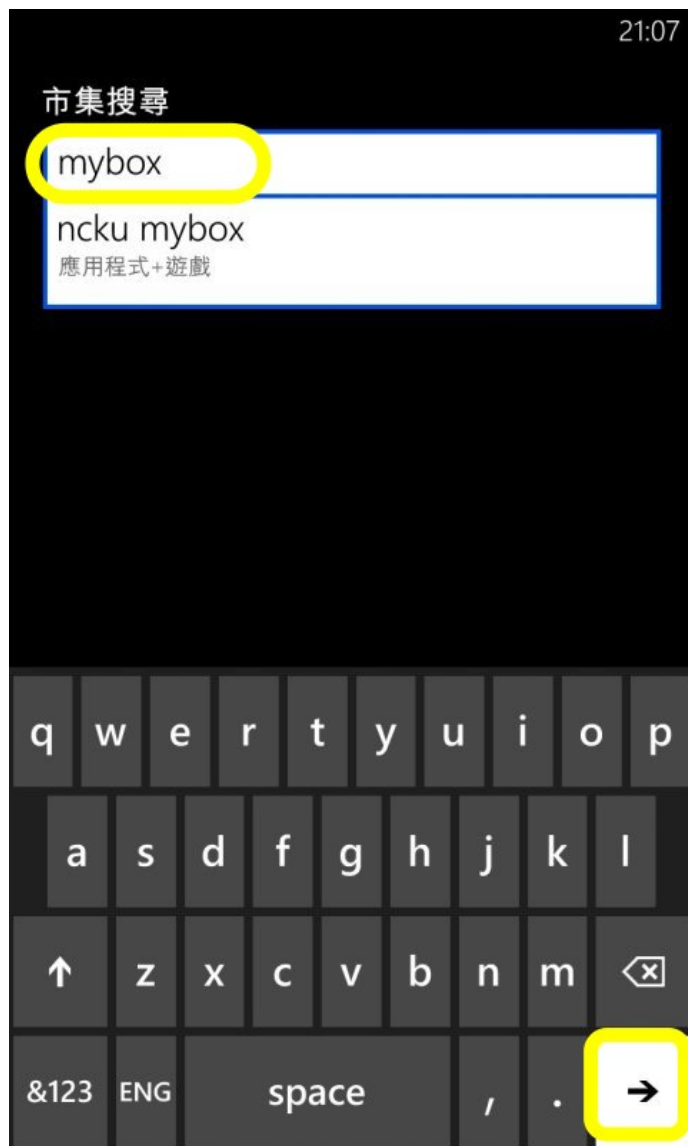 21:07
市集搜尋
mybox
ncku mybox
應用程式+遊戲
q w e r t y u i o p
a s d f g h j k l
↑ z x c v b n m
&123 ENG space , . →